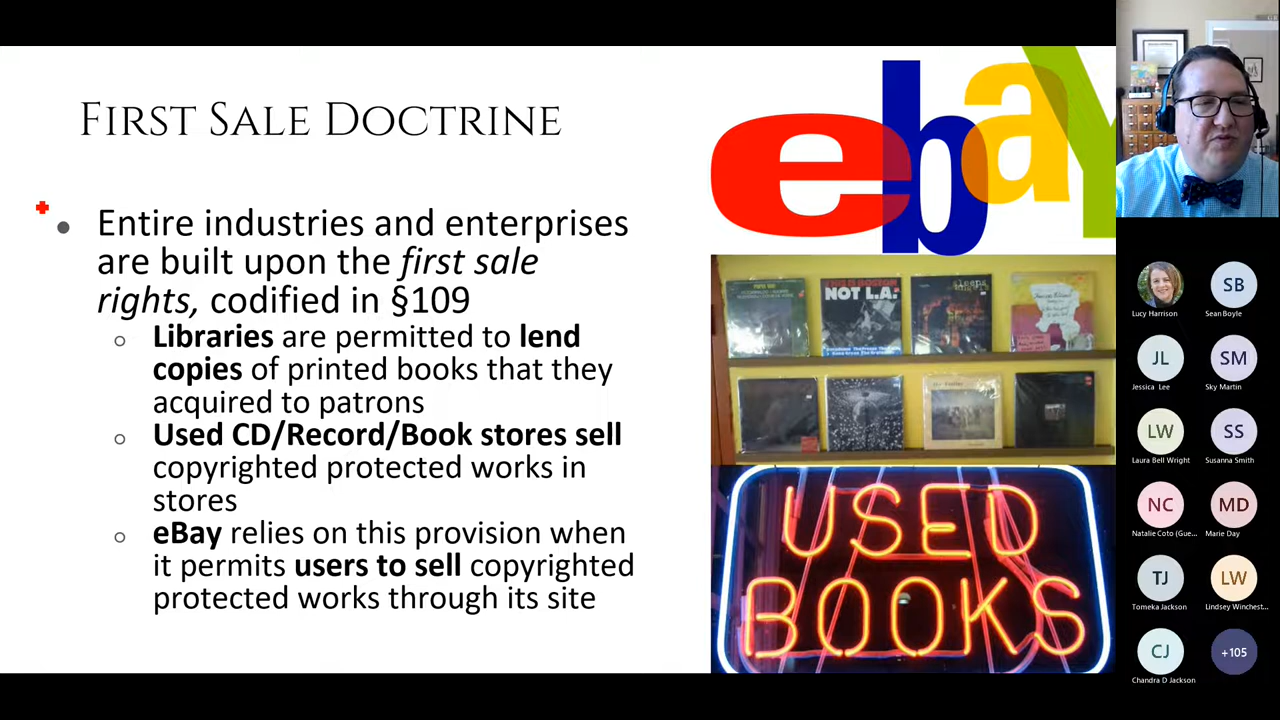 First Sale Doctrine
ebay
Entire industries and enterprises
are built upon the first sale
rights, codified in §109
Libraries are permitted to lend
copies of printed books that they
acquired to patrons
Used CD/Record/Book stores sell
copyrighted protected works in
stores
eBay relies on this provision when
it permits users to sell copyrighted
protected works through its site
NOT L.A.
USED
BOOKS
Lucy Harrison
SB
Sean Boyle
JL
Jessica Lee
SM
Sky Martin
LW
Laura Bell Wright
SS
Susanna Smith
NC
Natalie Coto (Gue...
MD
Marie Day
TJ
Tomeka Jackson
LW
Lindsey Winchest...
CJ
Chandra D Jackson
+105